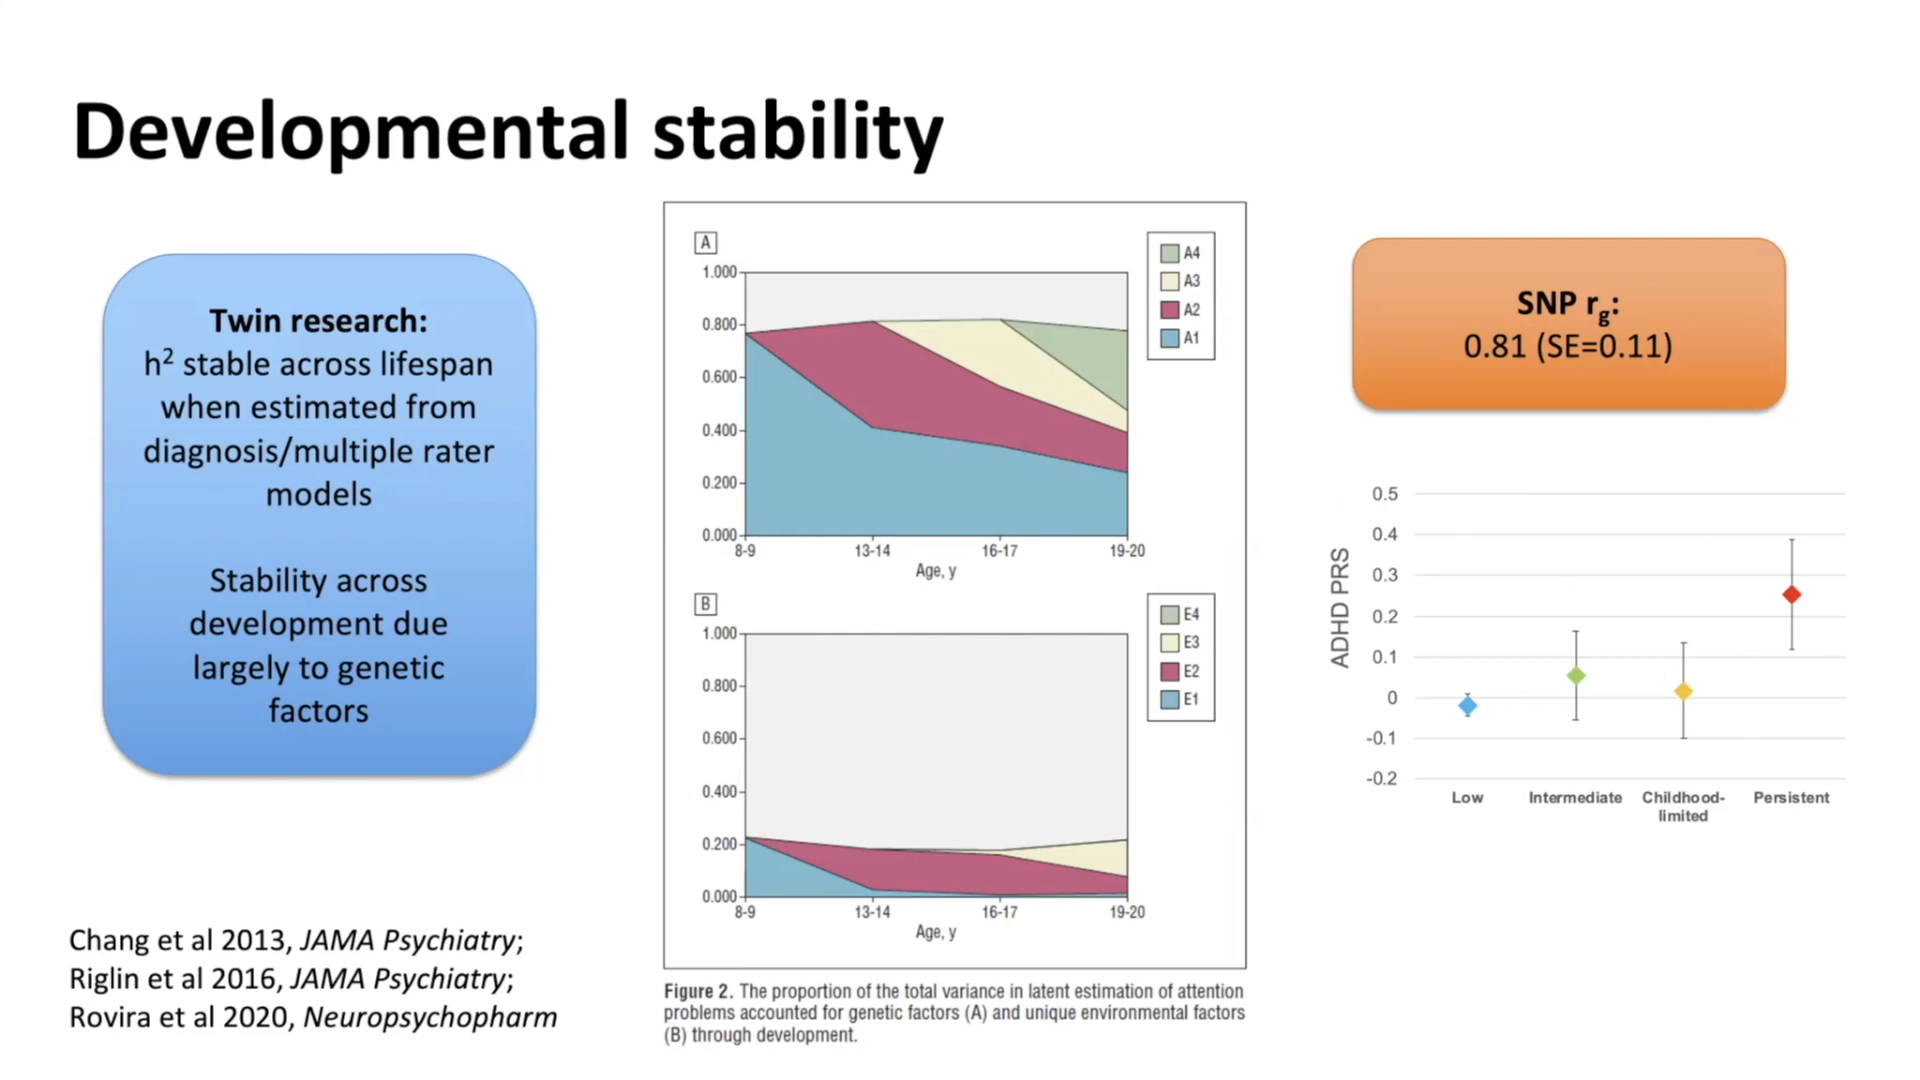 Developmental stability
Twin research:
h² stable across lifespan
when estimated from
diagnosis/multiple rater
models
Stability across
development due
largely to genetic
factors
Chang et al 2013, JAMA Psychiatry;
Riglin et al 2016, JAMA Psychiatry;
Rovira et al 2020, Neuropsychopharm
A
A4
A3
A2
A1
1.000
0.800
0.600
0.400
0.200
0.000
8-9 13-14 16-17 19-20
Age, y
B
E4
E3
E2
E1
1.000
0.800
0.600
0.400
0.200
0.000
8-9 13-14 16-17 19-20
Age, y
Figure 2. The proportion of the total variance in latent estimation of attention
problems accounted for genetic factors (A) and unique environmental factors
(B) through development.
SNP rg:
0.81 (SE=0.11)
ADHD PRS
0.5
0.4
0.3
0.2
0.1
0
-0.1
-0.2
Low Intermediate Childhood- Persistent
limited